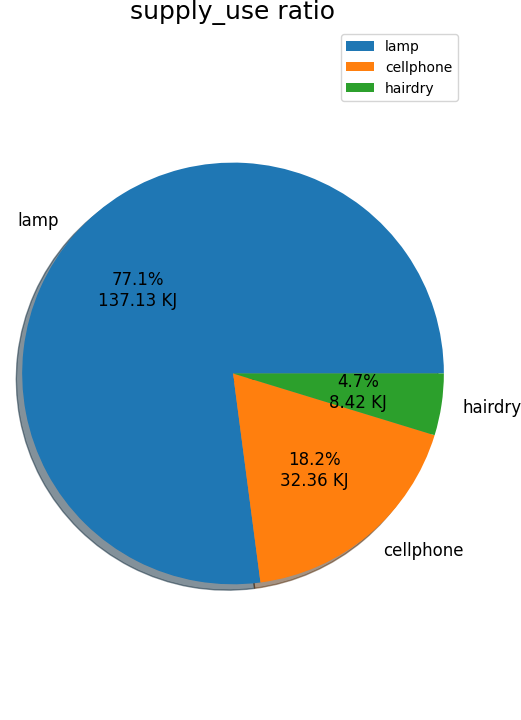 supply_use ratio
lamp
cellphone
hairdry
lamp
77.1%
137.13 KJ
4.7%
8.42 KJ
hairdry
18.2%
32.36 KJ
cellphone